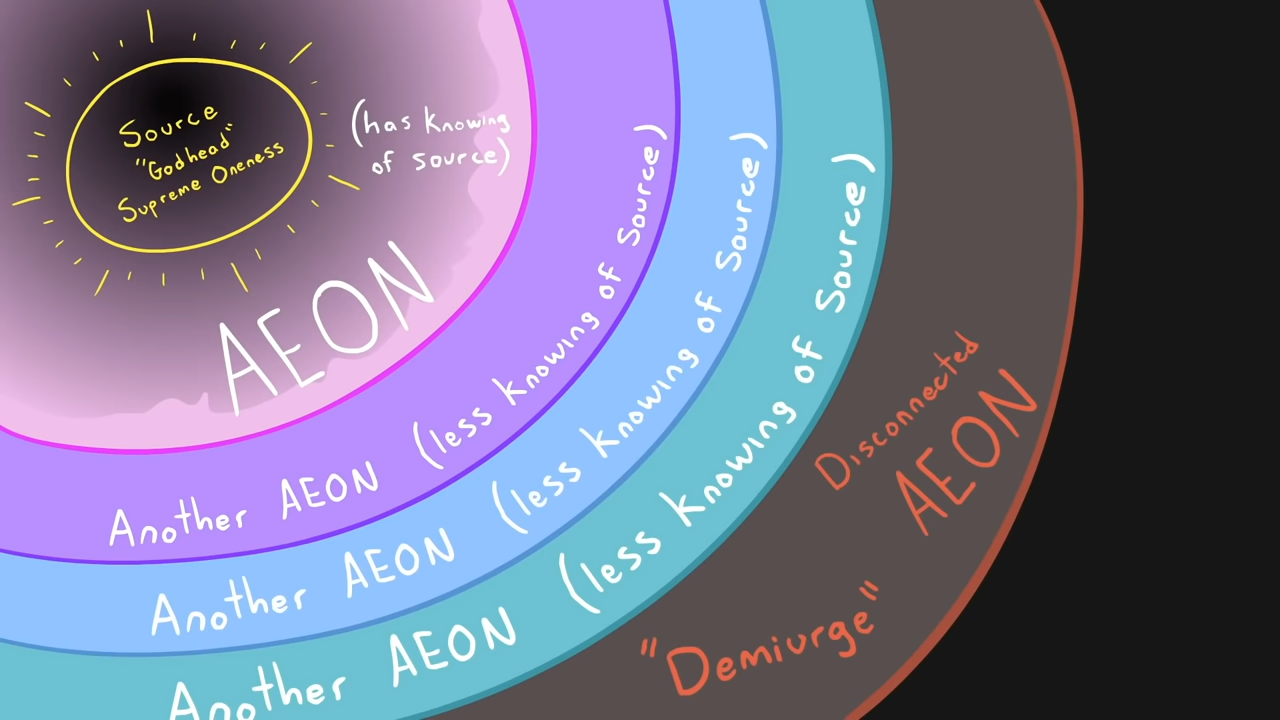 Source
"Godhead"
Supreme Oneness
(has knowing
of source)
AEON
Another AEON (less knowing of Source)
Another AEON (less knowing of Source)
Another AEON (less knowing of Source)
Disconnected
AEON
"Demiurge"